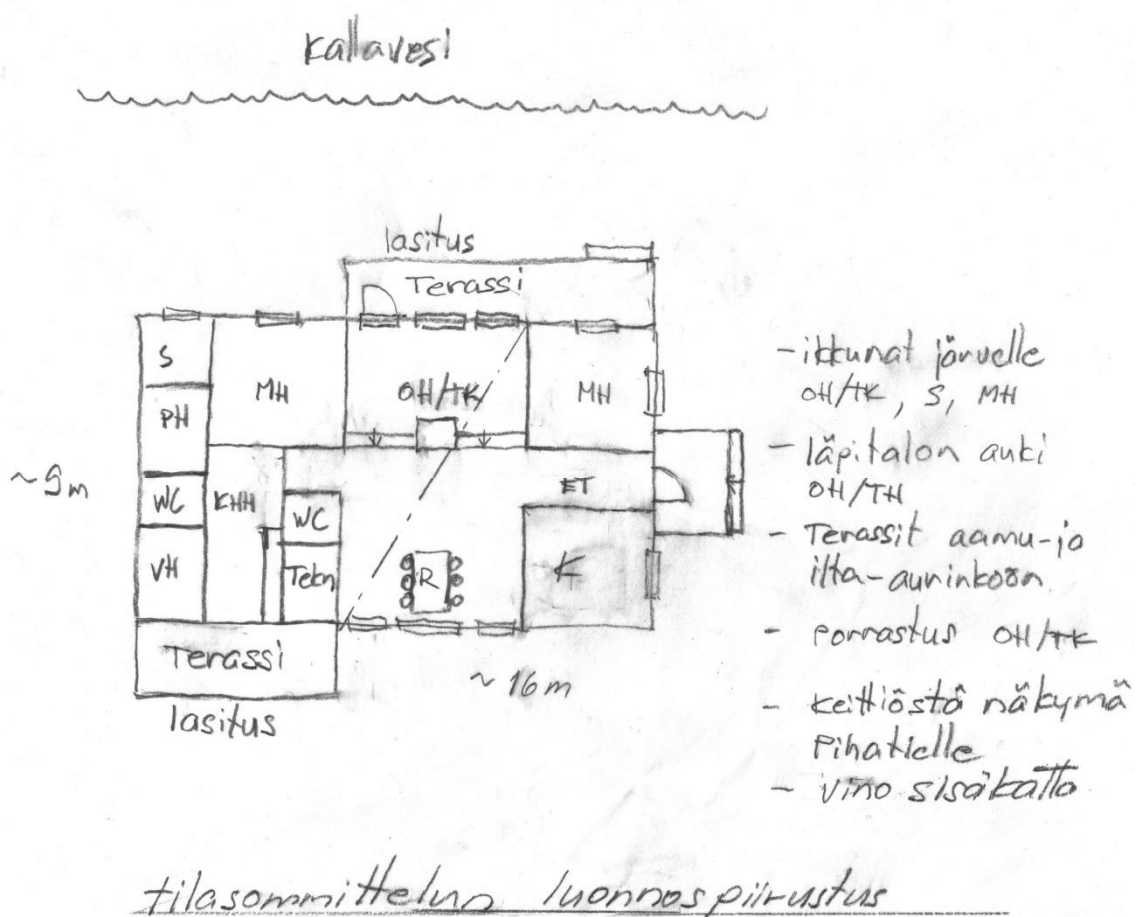 Kallavesi
lasitus
Terassi
S
MH
OH/TK
MH
PH
~9m
WC
KHH
WC
ET
VH
Tekn
R
K
Terassi
lasitus
~16m
- ikkunat järvelle
OH/TK, S, MH
- läpitalon auki
OH/TH
- Terassit aamu-ja
ilta-aurinkoon
- porrastus OH/TK
- keittiöstä näkymä
Pihatielle
- vino sisäkatto
tilasommittelun luonnospiirustus